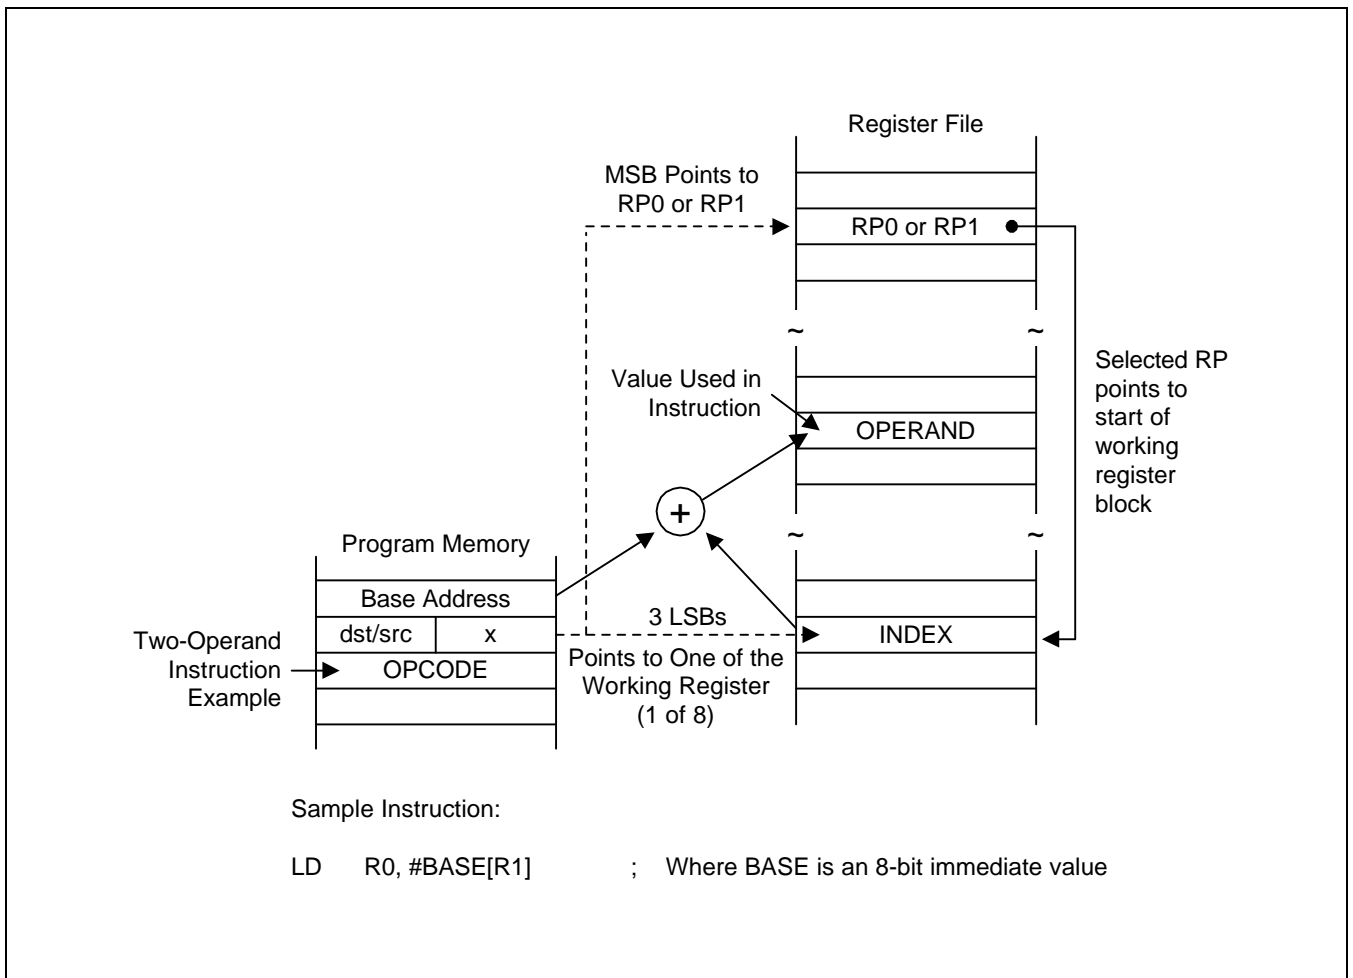 Register File
MSB Points to
RP0 or RP1
RP0 or RP1
~ ~
Selected RP
points to
start of
working
register
block
Value Used in
Instruction
OPERAND
+
~ ~
Program Memory
Base Address
dst/src x
3 LSBs
INDEX
Two-Operand
Instruction
Example
OPCODE
Points to One of the
Working Register
(1 of 8)
Sample Instruction:
LD R0, #BASE[R1] ; Where BASE is an 8-bit immediate value